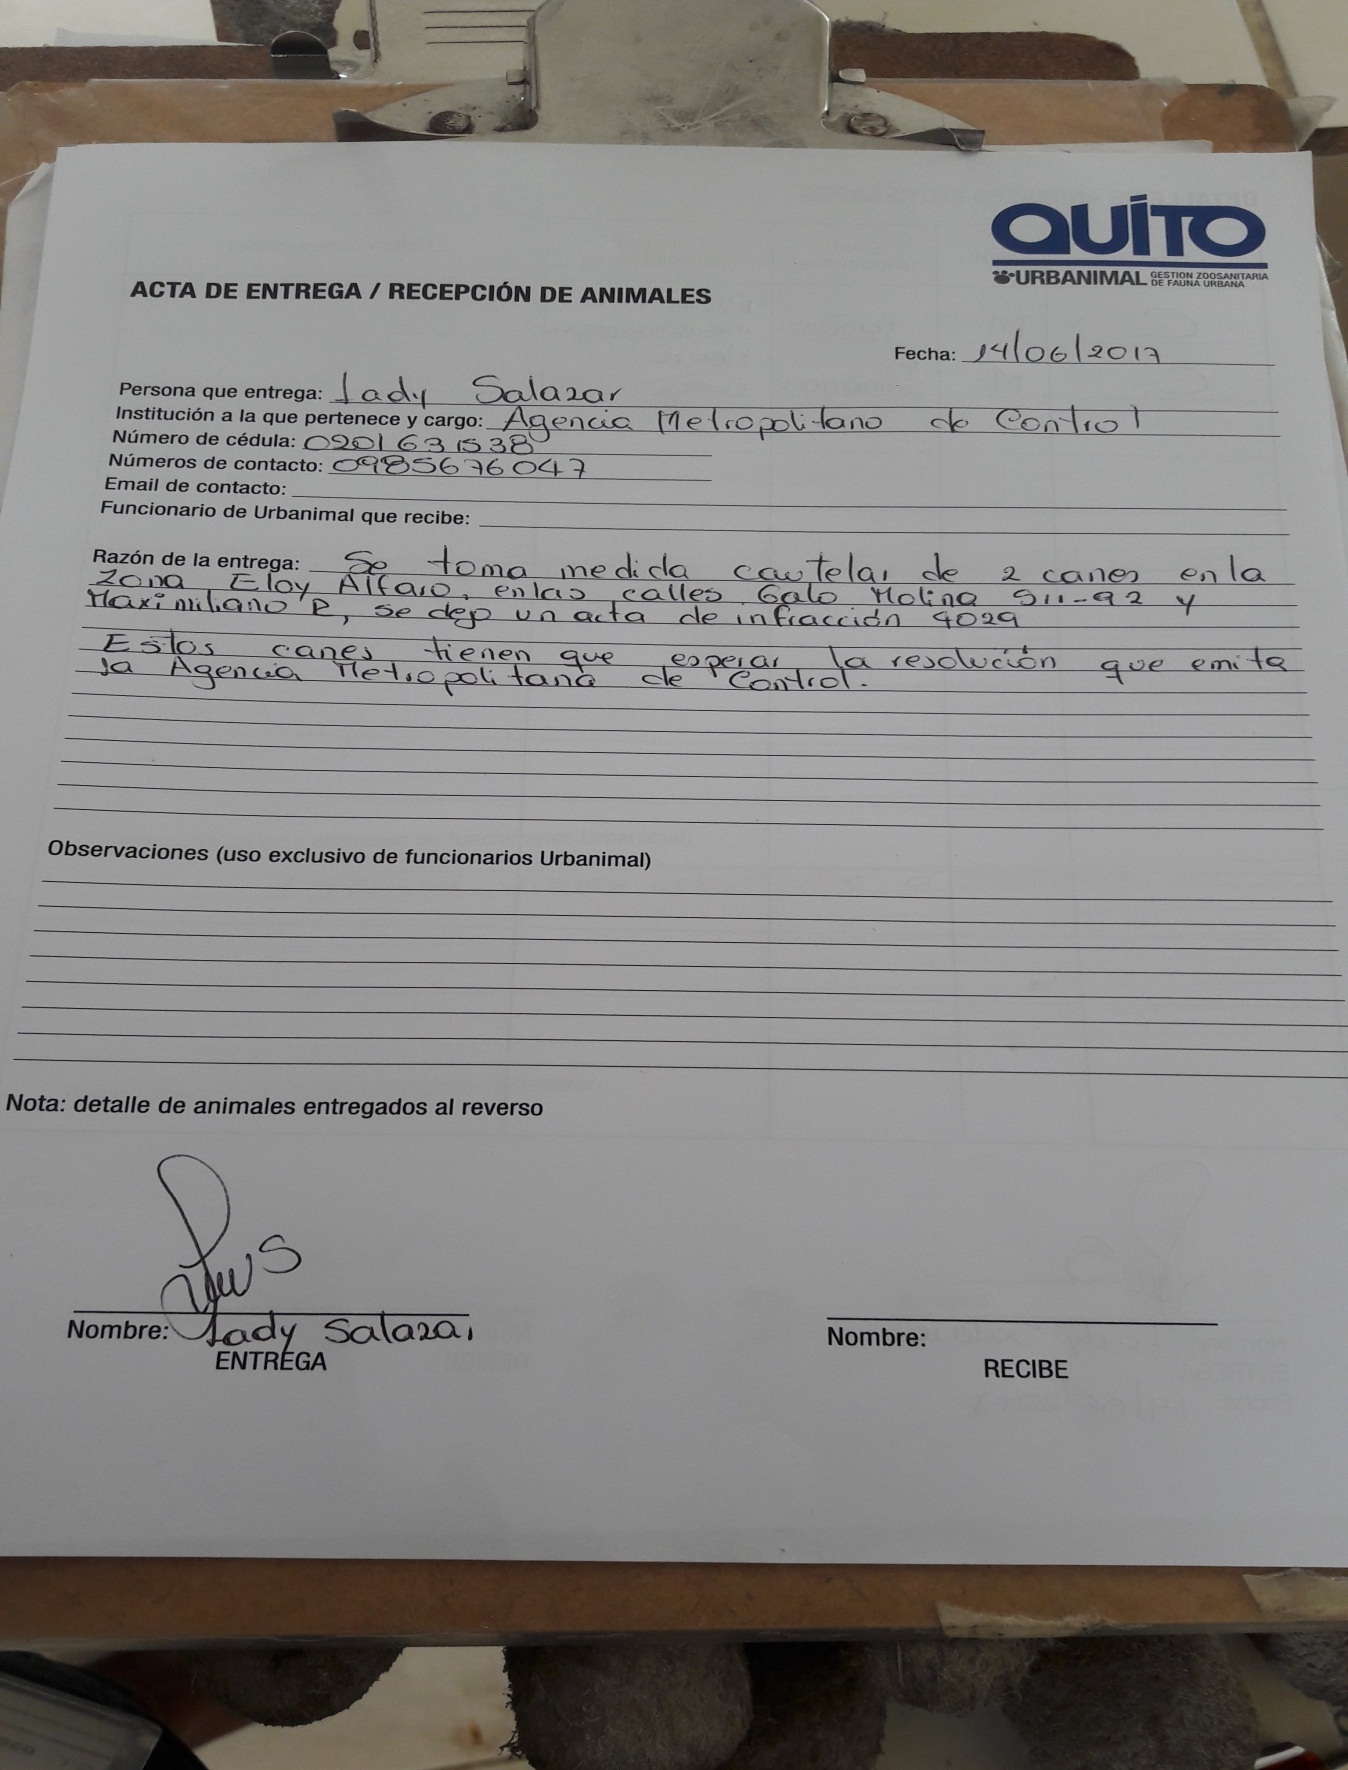 QUITO
URBANIMAL GESTION ZOOSANITARIA
DE FAUNA URBANA
ACTA DE ENTREGA / RECEPCIÓN DE ANIMALES
Fecha: 14/06/2017
Persona que entrega: Lady Salazar
Institución a la que pertenece y cargo: Agencia Metropolitano de Control
Número de cédula: 0201631538
Números de contacto: 0985676047
Email de contacto:
Funcionario de Urbanimal que recibe:
Razón de la entrega: Se toma medida cautelar de 2 canes en la
Zona Eloy Alfaro, en las calles Galo Molina S11-92 y
Maximiliano R, se dejo un acta de infracción 4029
Estos canes tienen que esperar la resolución que emita
la Agencia Metropolitana de Control.
Observaciones (uso exclusivo de funcionarios Urbanimal)
Nota: detalle de animales entregados al reverso
Nombre: Lady Salazar
ENTREGA
Nombre:
RECIBE